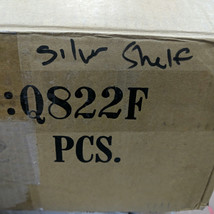 Silver Shelf
:Q822F
PCS.